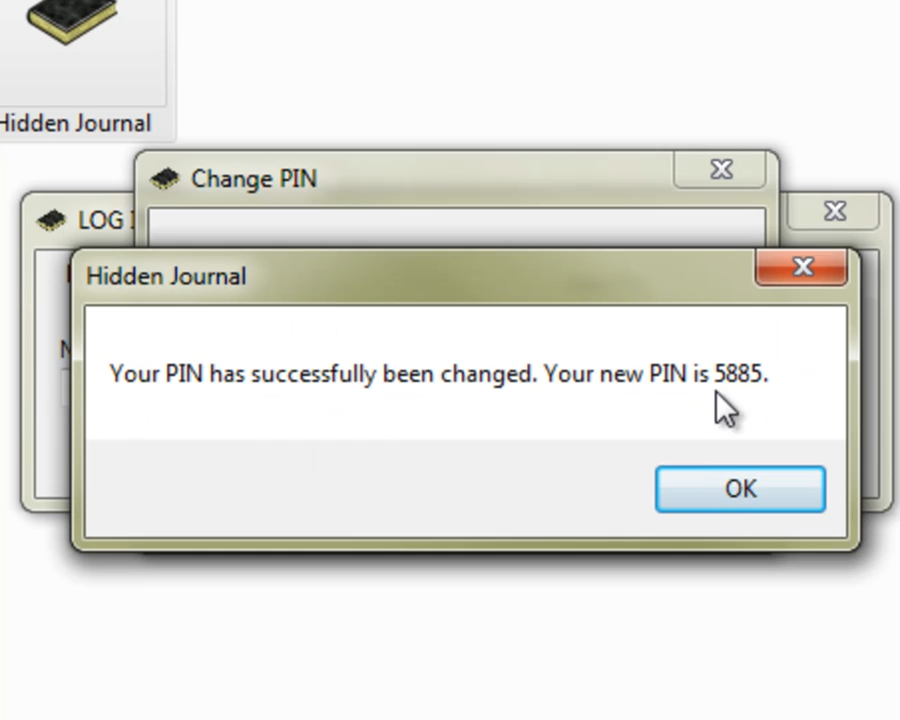 Hidden Journal
Change PIN
LOG I
Hidden Journal
Your PIN has successfully been changed. Your new PIN is 5885.
OK